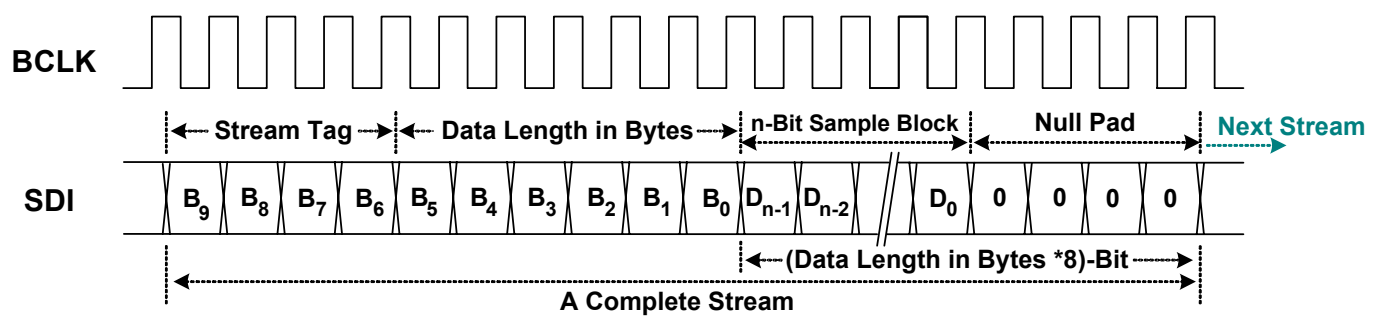 BCLK
Stream Tag Data Length in Bytes n-Bit Sample Block Null Pad Next Stream
SDI B₉ B₈ B₇ B₆ B₅ B₄ B₃ B₂ B₁ B₀ Dₙ₋₁ Dₙ₋₂ D₀ 0 0 0 0
(Data Length in Bytes *8)-Bit
A Complete Stream